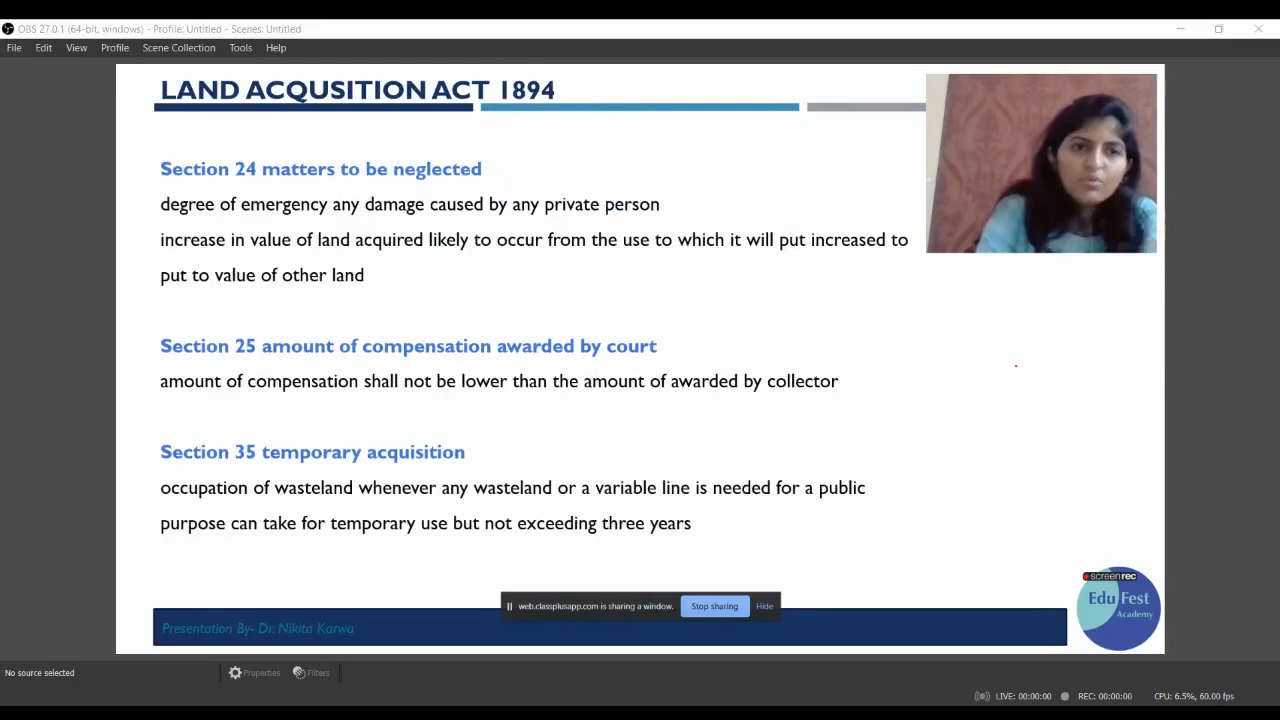 OBS 27.0.1 (64-bit, windows) - Profile: Untitled - Scenes: Untitled
File Edit View Profile Scene Collection Tools Help
LAND ACQUSITION ACT 1894
Section 24 matters to be neglected
degree of emergency any damage caused by any private person
increase in value of land acquired likely to occur from the use to which it will put increased to
put to value of other land
Section 25 amount of compensation awarded by court
amount of compensation shall not be lower than the amount of awarded by collector
Section 35 temporary acquisition
occupation of wasteland whenever any wasteland or a variable line is needed for a public
purpose can take for temporary use but not exceeding three years
screenrec
Edu Fest
Academy
web.classplusapp.com is sharing a window. Stop sharing Hide
Presentation By- Dr. Nikita Karwa
No source selected Properties Filters
LIVE: 00:00:00 REC: 00:00:00 CPU: 6.5%, 60.00 fps